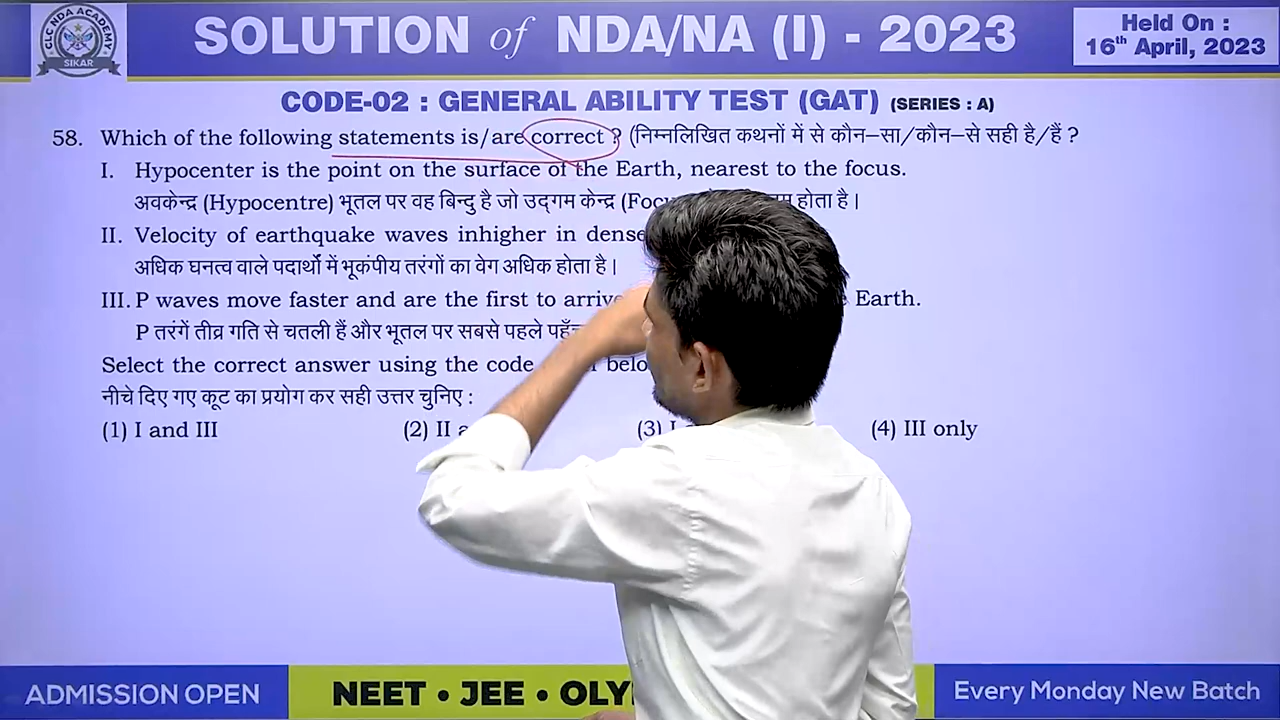 CLC NDA ACADEMY
SIKAR
SOLUTION of NDA/NA (I) - 2023
Held On :
16th April, 2023
CODE-02 : GENERAL ABILITY TEST (GAT) (SERIES : A)
58. Which of the following statements is/are correct ? (निम्नलिखित कथनों में से कौन–सा/कौन–से सही है/हैं ?
I. Hypocenter is the point on the surface of the Earth, nearest to the focus.
अवकेन्द्र (Hypocentre) भूतल पर वह बिन्दु है जो उद्गम केन्द्र होता है।
II. Velocity of earthquake waves inhigher in
अधिक घनत्व वाले पदार्थों में भूकंपीय तरंगों का वेग अधिक होता है।
III. P waves move faster and are the first to Earth.
P तरंगें तीव्र गति से चतली हैं और भूतल पर सबसे पहले
Select the correct answer using the code
नीचे दिए गए कूट का प्रयोग कर सही उत्तर चुनिए :
(1) I and III (2) II (3) (4) III only
ADMISSION OPEN
NEET • JEE •
Every Monday New Batch